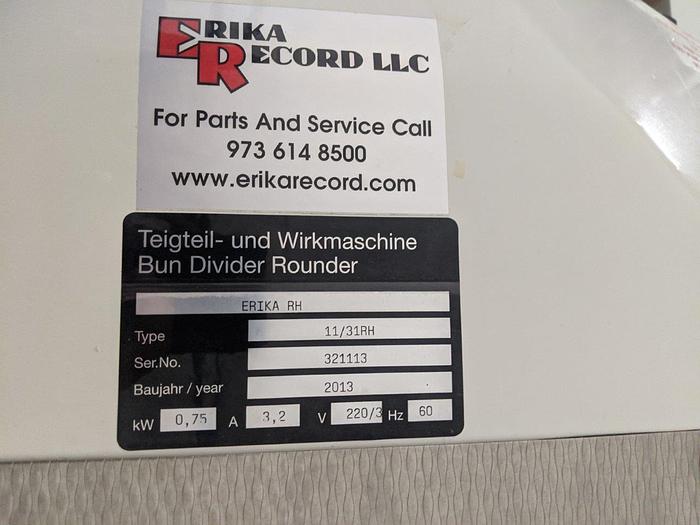 ERIKA
RECORD LLC
For Parts And Service Call
973 614 8500
www.erikarecord.com
Teigteil- und Wirkmaschine
Bun Divider Rounder
ERIKA RH
Type 11/31RH
Ser.No. 321113
Baujahr / year 2013
kW 0,75 A 3,2 V 220/3 Hz 60